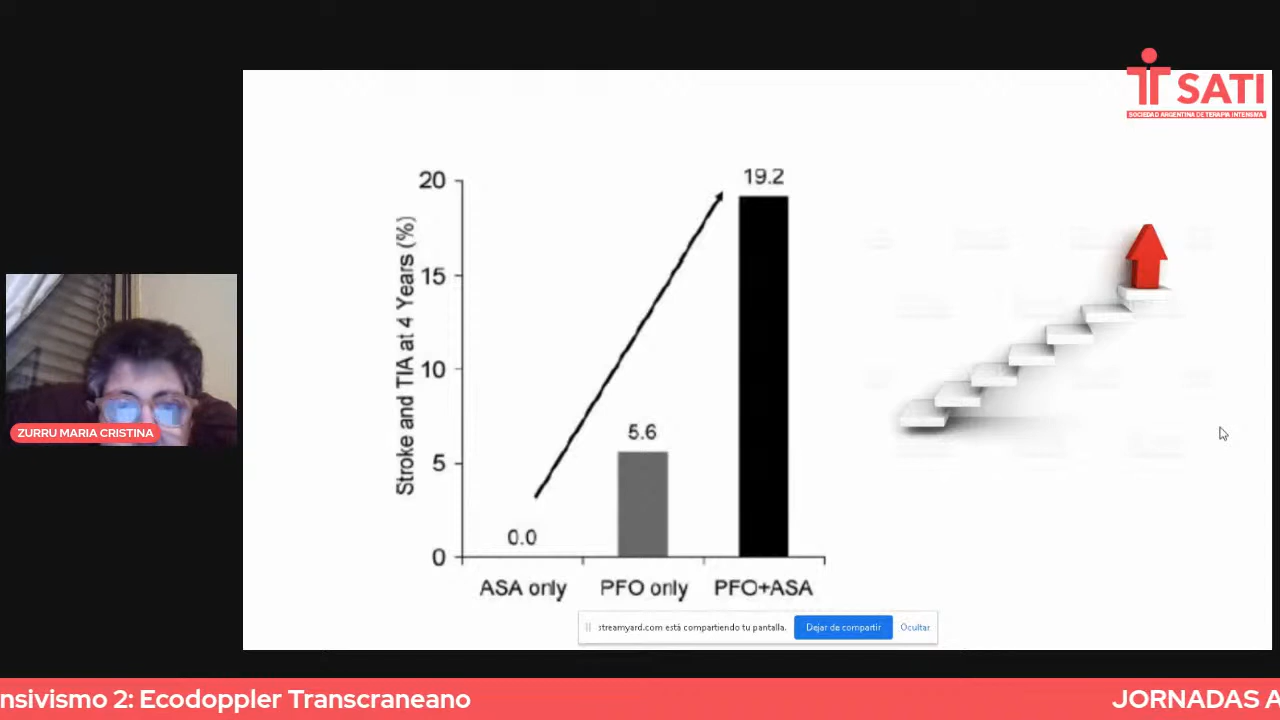 SATI
SOCIEDAD ARGENTINA DE TERAPIA INTENSIVA
Stroke and TIA at 4 Years (%)
20
15
10
5
0
0.0
5.6
19.2
ASA only
PFO only
PFO+ASA
ZURRU MARIA CRISTINA
streamyard.com está compartiendo tu pantalla.
Dejar de compartir
Ocultar
nsivismo 2: Ecodoppler Transcraneano
JORNADAS A